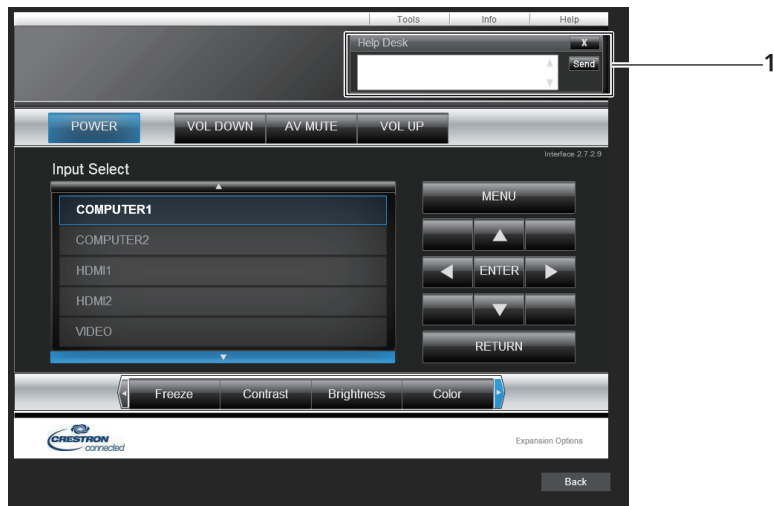 Tools Info Help
Help Desk X
Send
1
POWER VOL DOWN AV MUTE VOL UP
Interface 2.7.2.9
Input Select
COMPUTER1
COMPUTER2
HDMI1
HDMI2
VIDEO
MENU
ENTER
RETURN
Freeze Contrast Brightness Color
CRESTRON
connected
Expansion Options
Back